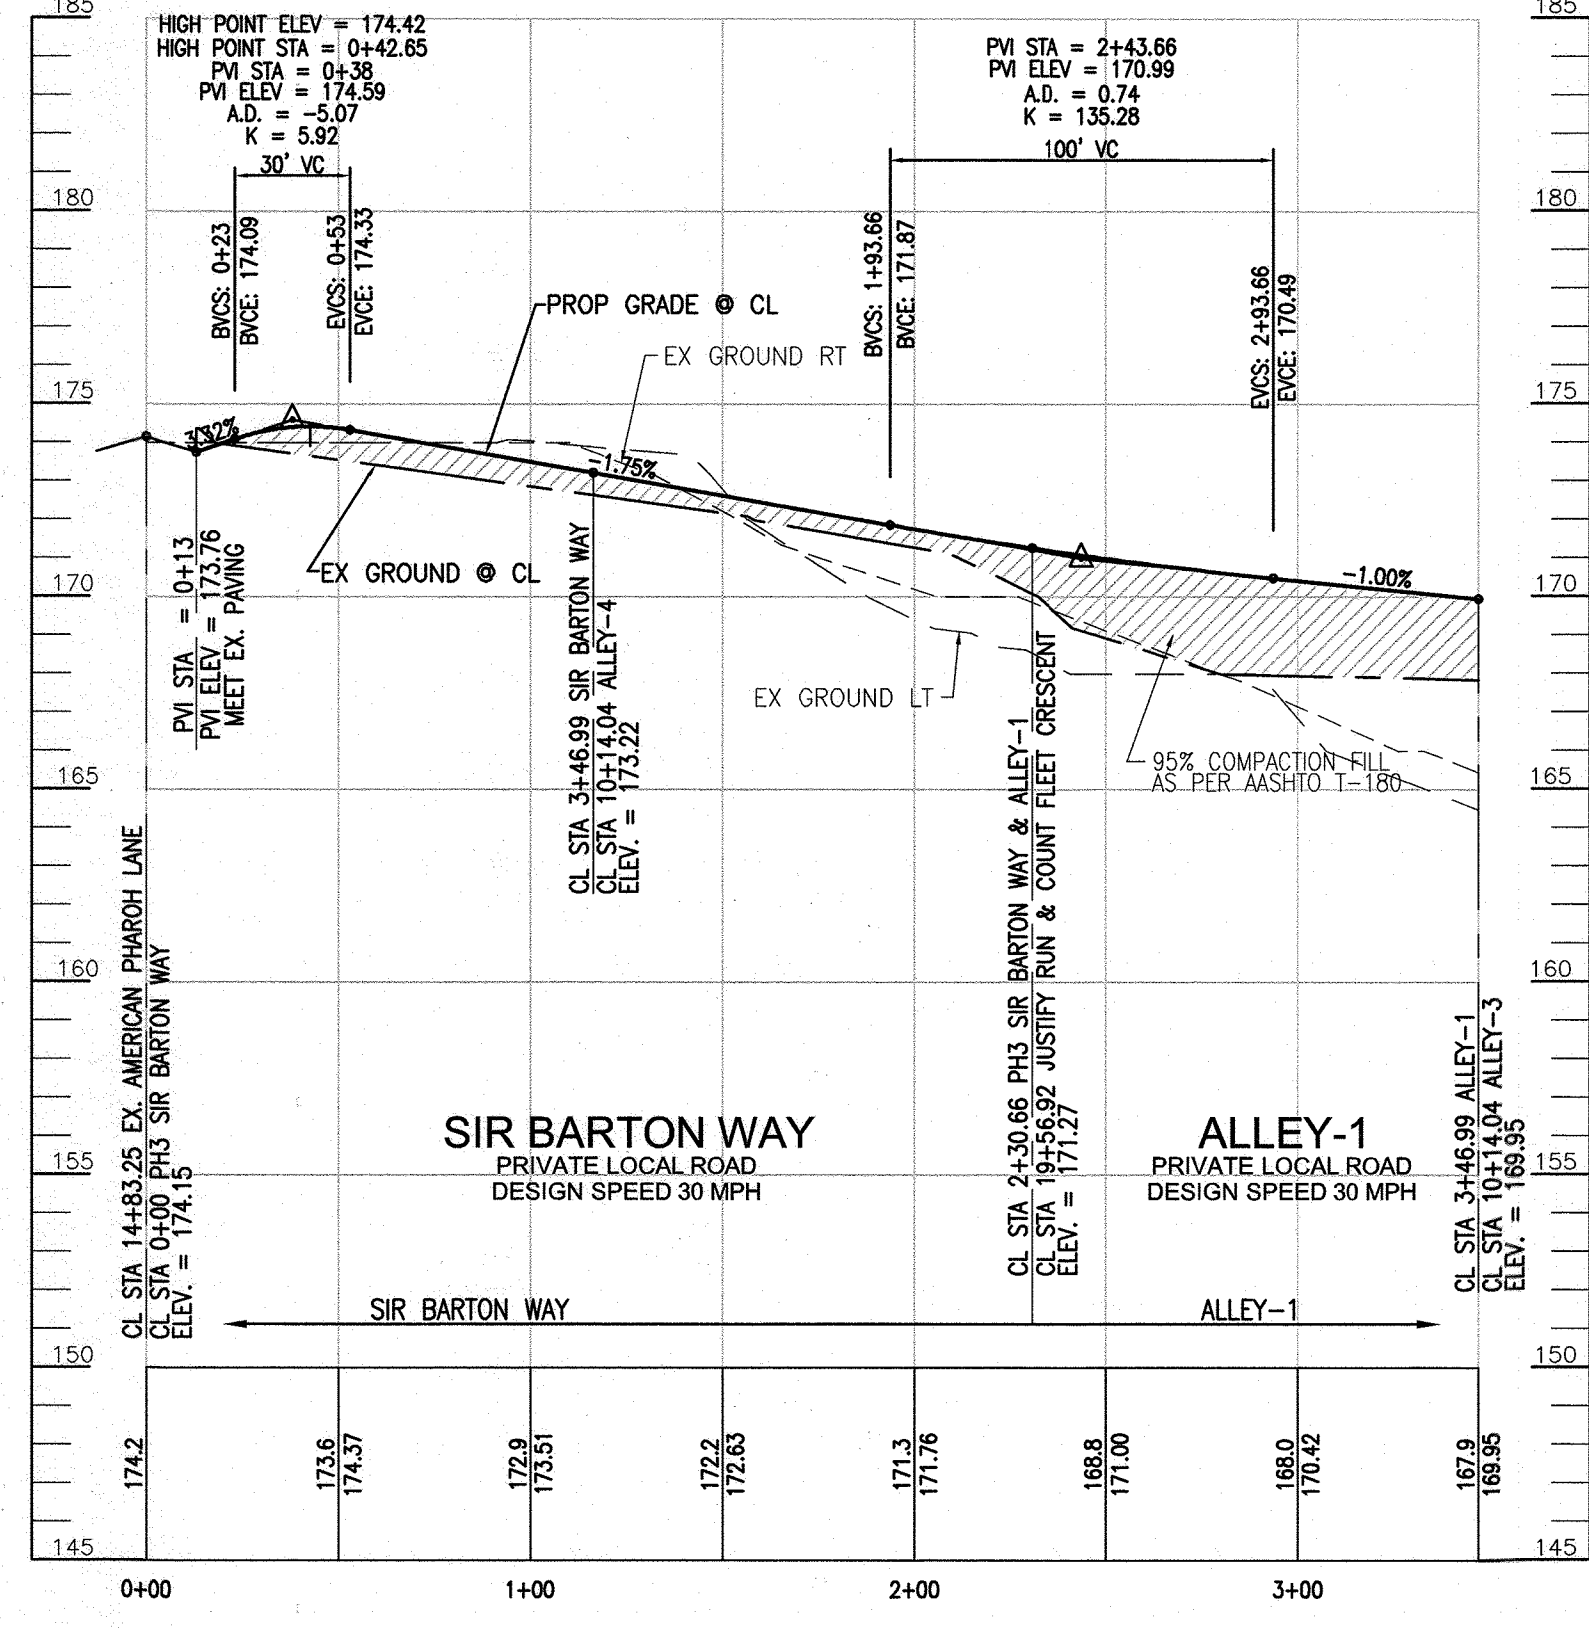 185
185
HIGH POINT ELEV = 174.42
HIGH POINT STA = 0+42.65
PVI STA = 0+38
PVI ELEV = 174.59
A.D. = -5.07
K = 5.92
30' VC
PVI STA = 2+43.66
PVI ELEV = 170.99
A.D. = 0.74
K = 135.28
100' VC
180
180
BVCS: 0+23
BVCE: 174.09
EVCS: 0+53
EVCE: 174.33
BVCS: 1+93.66
BVCE: 171.87
EVCS: 2+93.66
EVCE: 170.49
PROP GRADE @ CL
EX GROUND RT
175
175
3.32%
-1.75%
-1.00%
EX GROUND @ CL
170
170
PVI STA = 0+13
PVI ELEV = 173.76
MEET EX. PAVING
CL STA 3+46.99 SIR BARTON WAY
CL STA 10+14.04 ALLEY-4
ELEV. = 173.22
EX GROUND LT
95% COMPACTION FILL
AS PER AASHTO T-180
165
165
160
160
CL STA 14+83.25 EX. AMERICAN PHAROH LANE
CL STA 0+00 PH3 SIR BARTON WAY
ELEV. = 174.15
CL STA 2+30.66 PH3 SIR BARTON WAY & ALLEY-1
CL STA 19+56.92 JUSTIFY RUN & COUNT FLEET CRESCENT
ELEV. = 171.27
CL STA 3+46.99 ALLEY-1
CL STA 10+14.04 ALLEY-3
ELEV. = 169.95
SIR BARTON WAY
PRIVATE LOCAL ROAD
DESIGN SPEED 30 MPH
ALLEY-1
PRIVATE LOCAL ROAD
DESIGN SPEED 30 MPH
155
155
SIR BARTON WAY
ALLEY-1
150
150
174.2
173.6
174.37
172.9
173.51
172.2
172.63
171.3
171.76
168.8
171.00
168.0
170.42
167.9
169.95
145
145
0+00
1+00
2+00
3+00